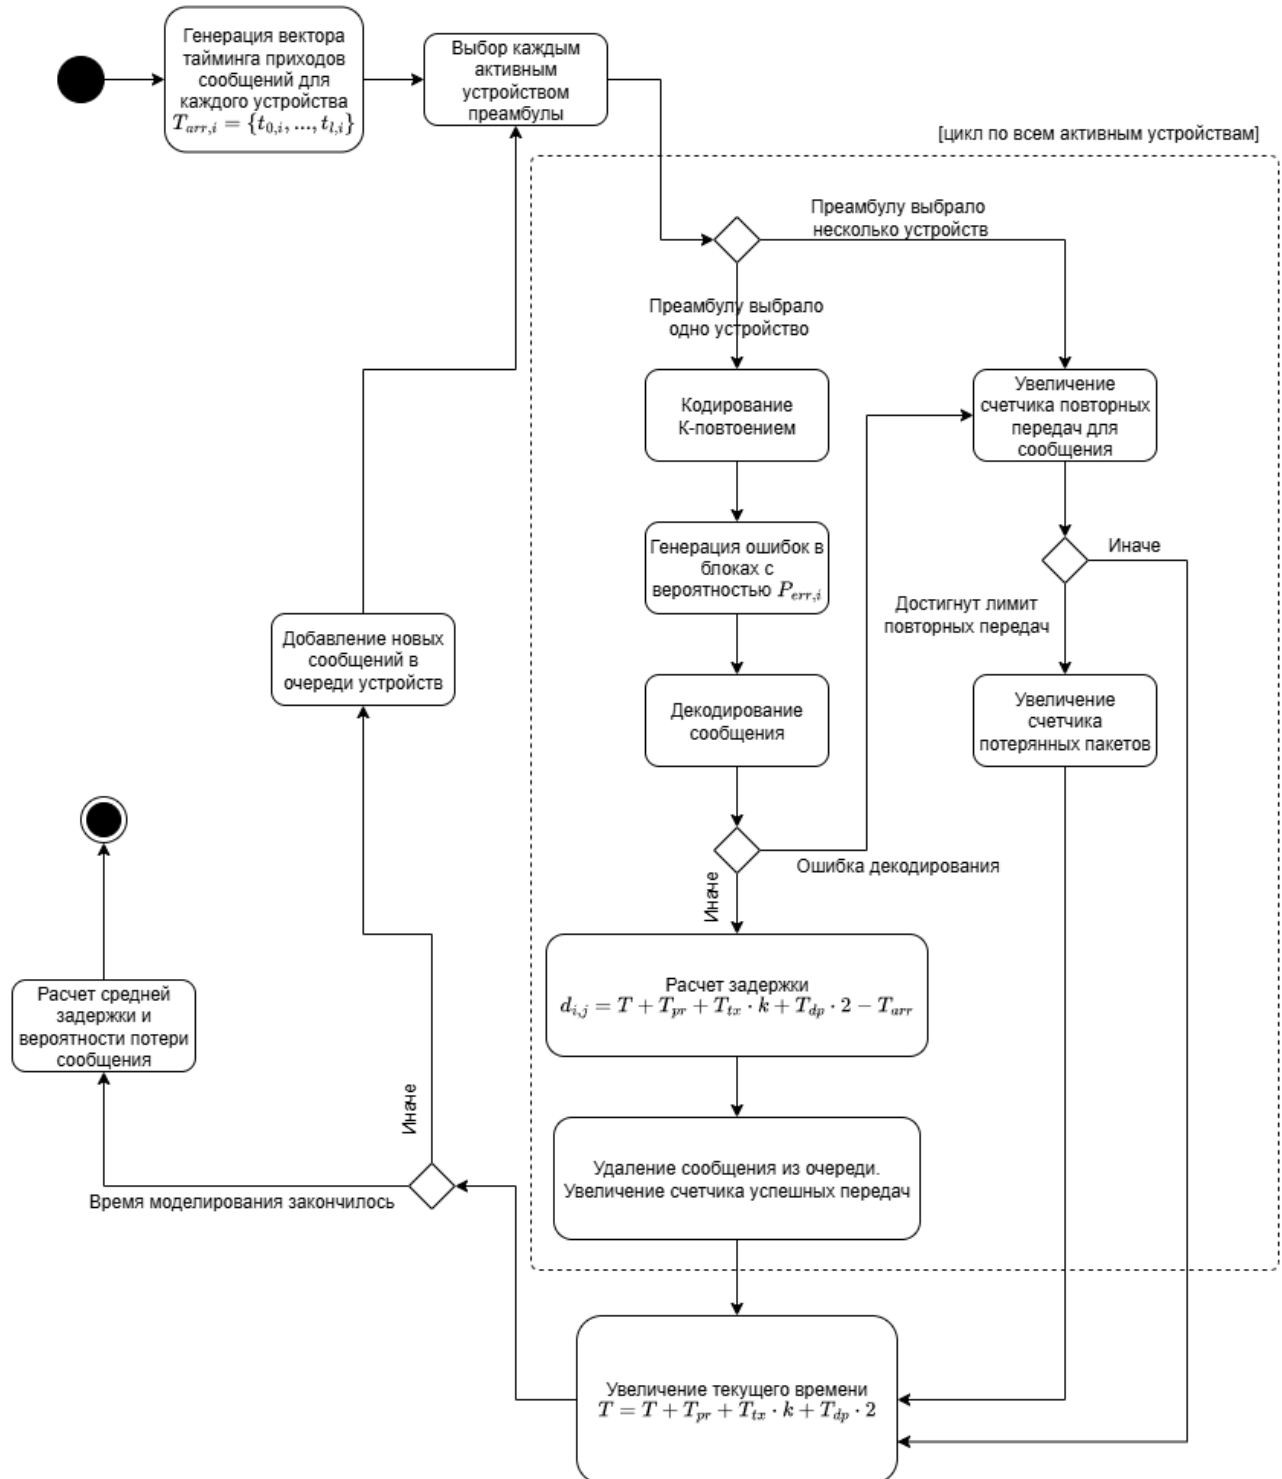 Генерация вектора
тайминга приходов
сообщений для
каждого устройства
T_{arr,i} = {t_{0,i}, ..., t_{l,i}}
Выбор каждым
активным
устройством
преамбулы
[цикл по всем активным устройствам]
Преамбулу выбрало
несколько устройств
Преамбулу выбрало
одно устройство
Кодирование
К-повтоением
Увеличение
счетчика повторных
передач для
сообщения
Генерация ошибок в
блоках с
вероятностью P_{err,i}
Иначе
Достигнут лимит
повторных передач
Добавление новых
сообщений в
очереди устройств
Декодирование
сообщения
Увеличение
счетчика
потерянных пакетов
Ошибка декодирования
Иначе
Расчет задержки
d_{i,j} = T + T_{pr} + T_{tx} · k + T_{dp} · 2 − T_{arr}
Расчет средней
задержки и
вероятности потери
сообщения
Иначе
Удаление сообщения из очереди.
Увеличение счетчика успешных передач
Время моделирования закончилось
Увеличение текущего времени
T = T + T_{pr} + T_{tx} · k + T_{dp} · 2